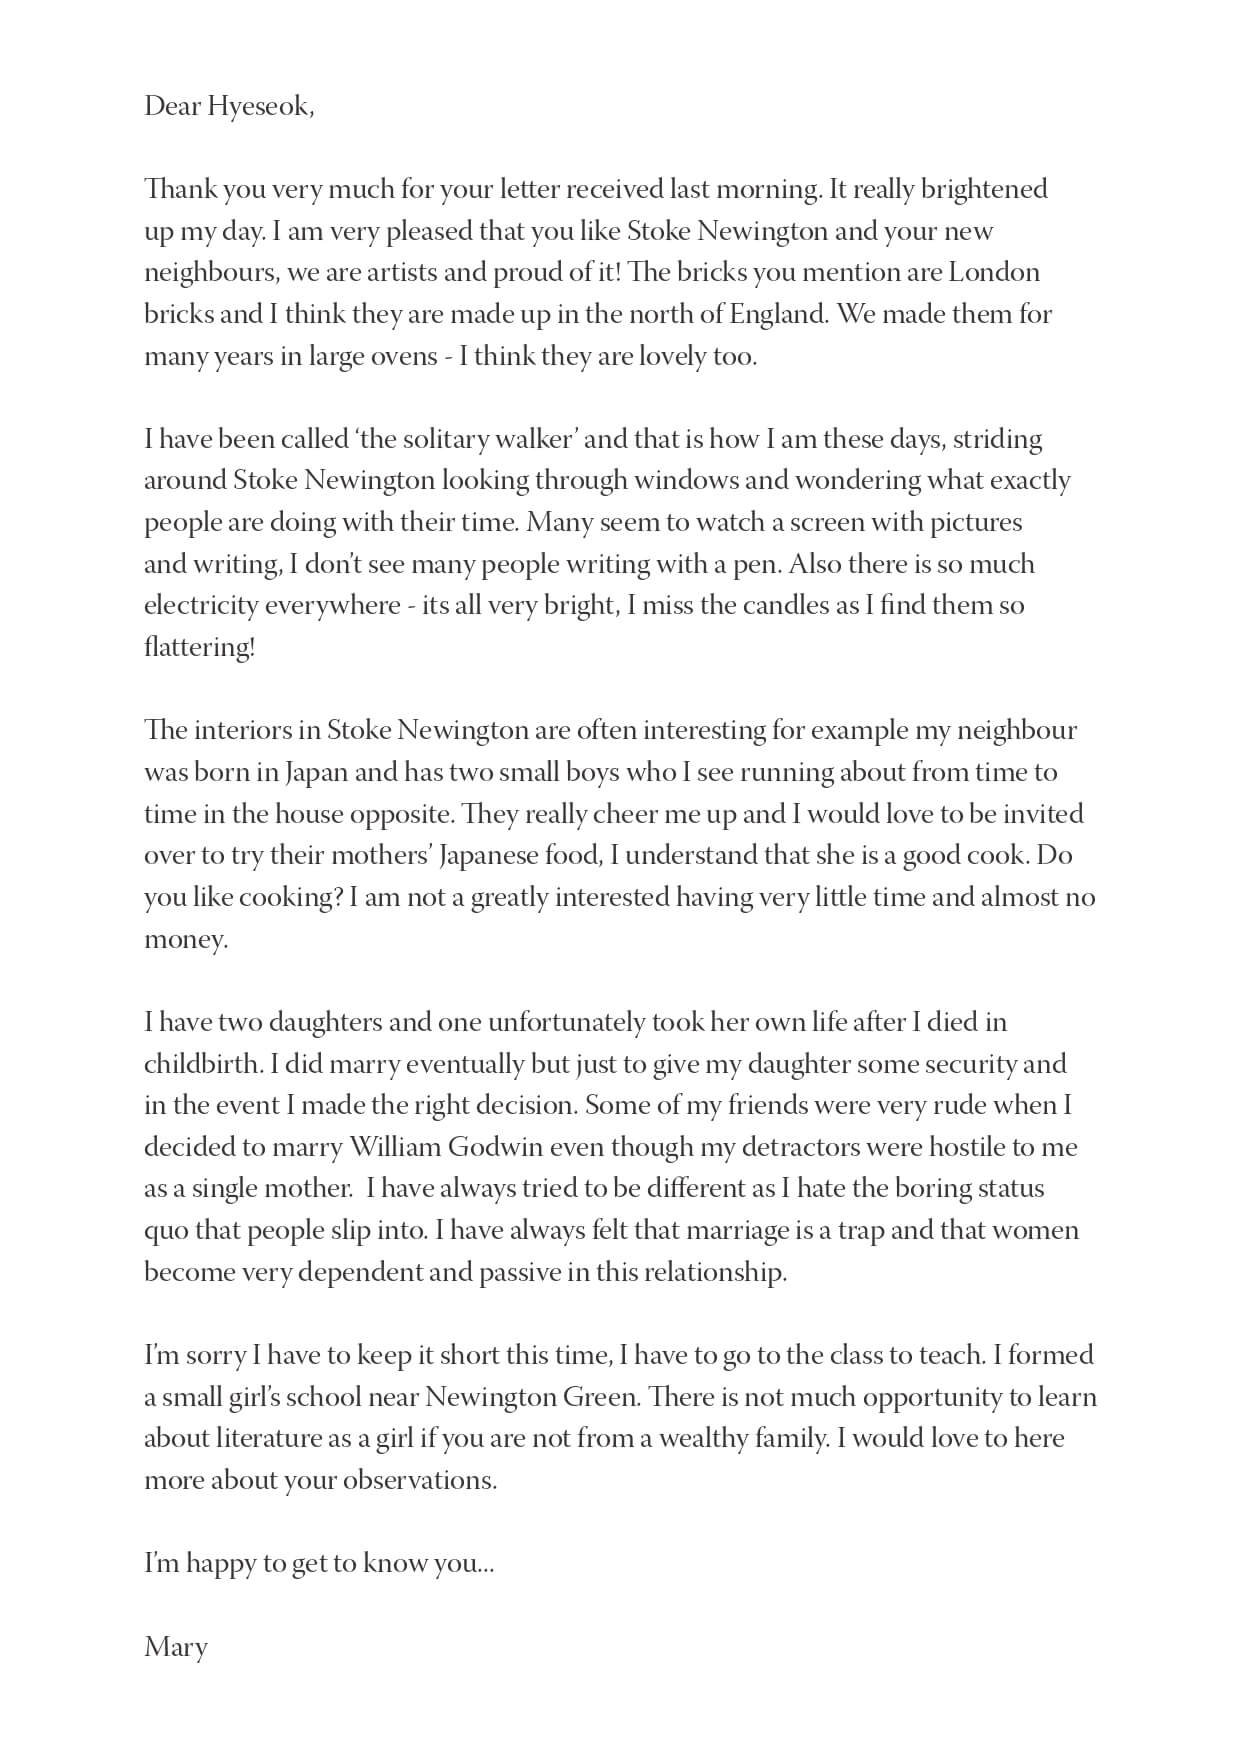 Dear Hyeseok,
Thank you very much for your letter received last morning. It really brightened
up my day. I am very pleased that you like Stoke Newington and your new
neighbours, we are artists and proud of it! The bricks you mention are London
bricks and I think they are made up in the north of England. We made them for
many years in large ovens - I think they are lovely too.
I have been called ‘the solitary walker’ and that is how I am these days, striding
around Stoke Newington looking through windows and wondering what exactly
people are doing with their time. Many seem to watch a screen with pictures
and writing, I don’t see many people writing with a pen. Also there is so much
electricity everywhere - its all very bright, I miss the candles as I find them so
flattering!
The interiors in Stoke Newington are often interesting for example my neighbour
was born in Japan and has two small boys who I see running about from time to
time in the house opposite. They really cheer me up and I would love to be invited
over to try their mothers’ Japanese food, I understand that she is a good cook. Do
you like cooking? I am not a greatly interested having very little time and almost no
money.
I have two daughters and one unfortunately took her own life after I died in
childbirth. I did marry eventually but just to give my daughter some security and
in the event I made the right decision. Some of my friends were very rude when I
decided to marry William Godwin even though my detractors were hostile to me
as a single mother.  I have always tried to be different as I hate the boring status
quo that people slip into. I have always felt that marriage is a trap and that women
become very dependent and passive in this relationship.
I’m sorry I have to keep it short this time, I have to go to the class to teach. I formed
a small girl’s school near Newington Green. There is not much opportunity to learn
about literature as a girl if you are not from a wealthy family. I would love to here
more about your observations.
I’m happy to get to know you...
Mary